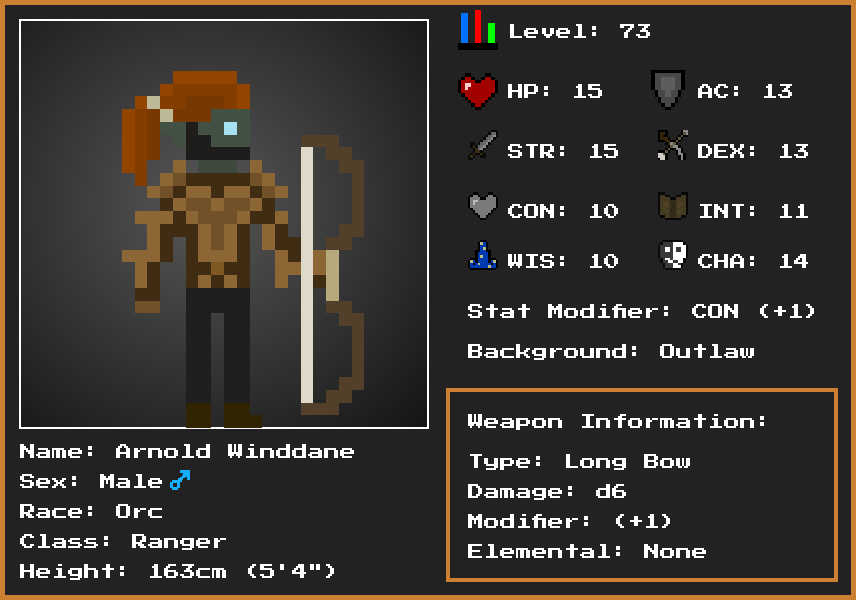 Level: 73
HP: 15
AC: 13
STR: 15
DEX: 13
CON: 10
INT: 11
WIS: 10
CHA: 14
Stat Modifier: CON (+1)
Background: Outlaw
Weapon Information:
Type: Long Bow
Damage: d6
Modifier: (+1)
Elemental: None
Name: Arnold Winddane
Sex: Male♂
Race: Orc
Class: Ranger
Height: 163cm (5'4")